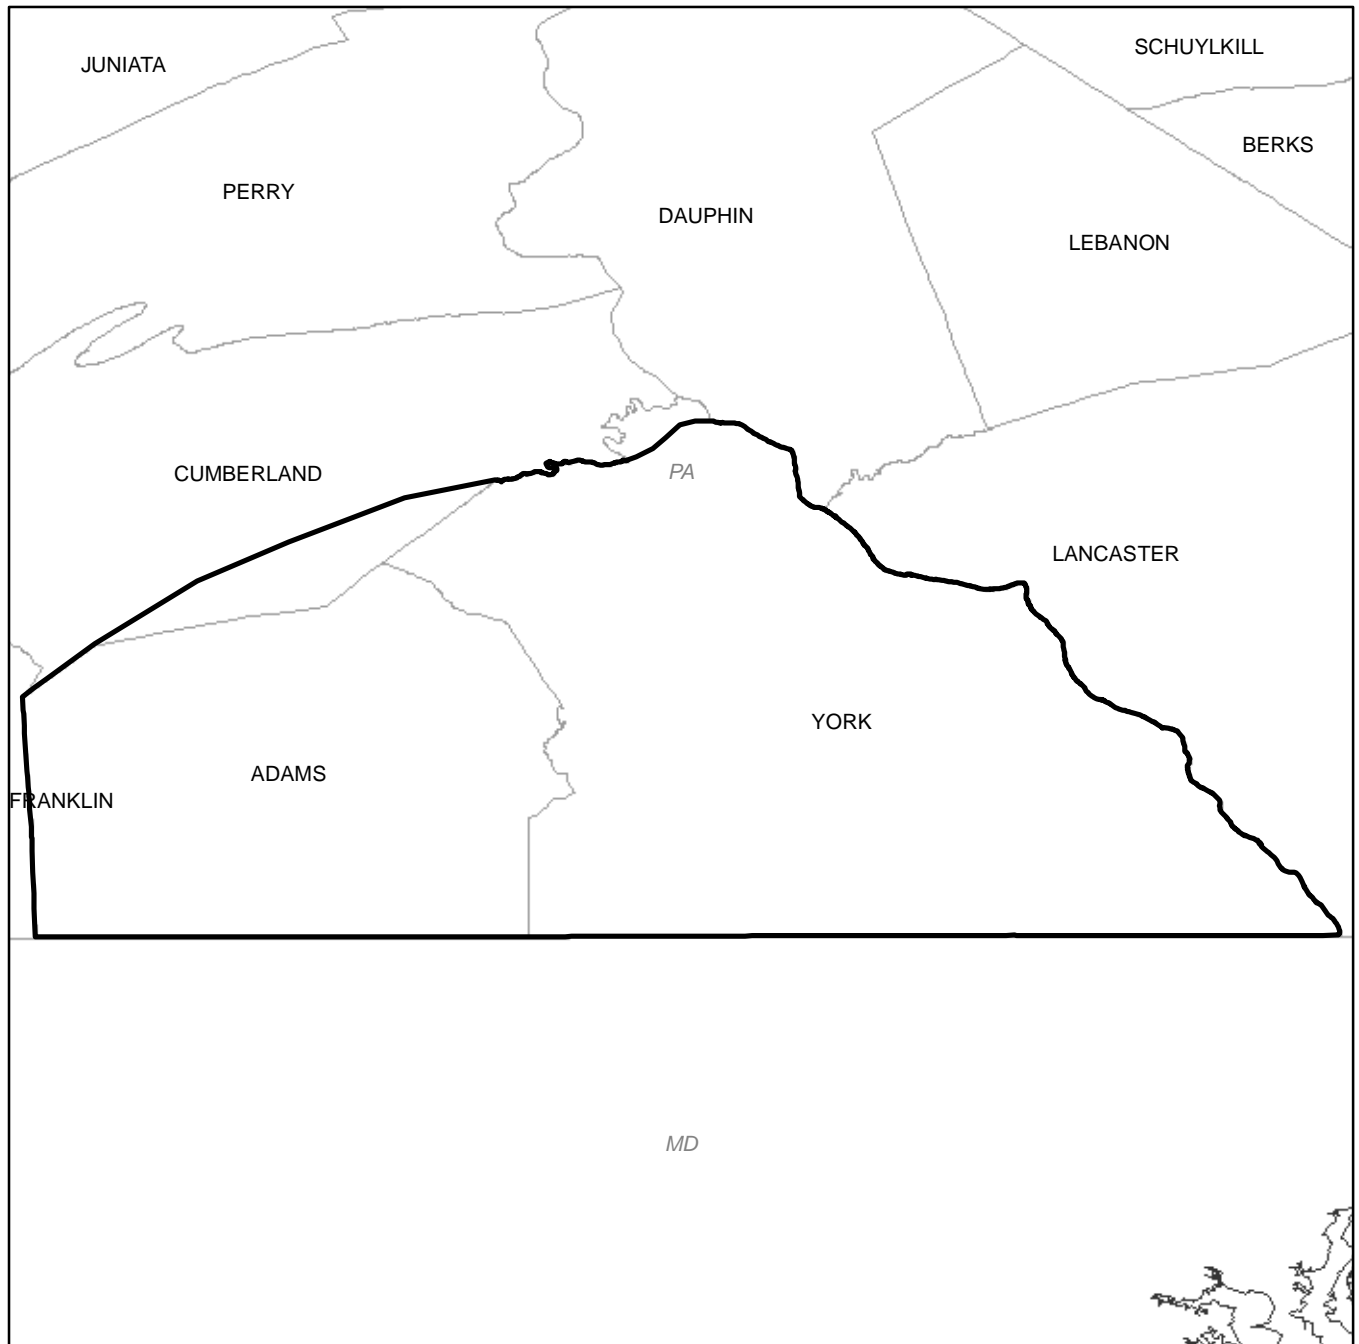 SCHUYLKILL
JUNIATA
BERKS
PERRY
DAUPHIN
LEBANON
PA
CUMBERLAND
LANCASTER
YORK
ADAMS
FRANKLIN
MD